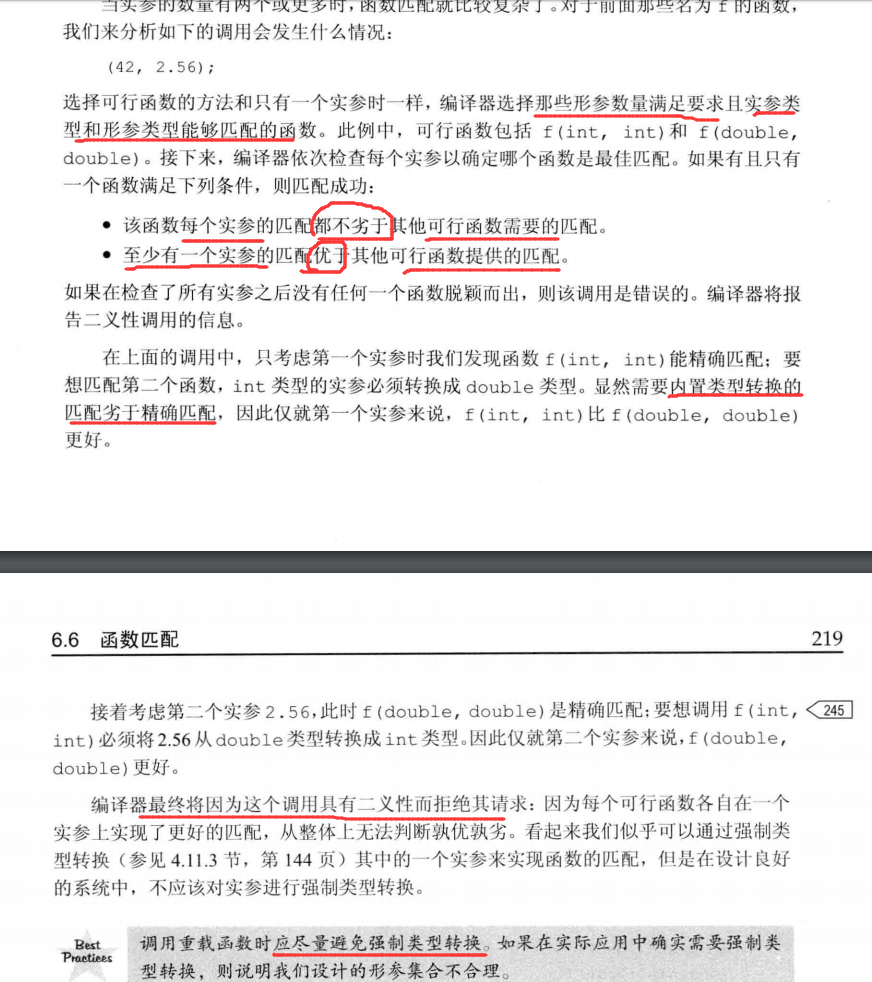 当实参的数量有两个或更多时,函数匹配就比较复杂了。对于前面那些名为 f 的函数,
我们来分析如下的调用会发生什么情况:
(42, 2.56);
选择可行函数的方法和只有一个实参时一样,编译器选择那些形参数量满足要求且实参类
型和形参类型能够匹配的函数。此例中,可行函数包括 f(int, int)和 f(double,
double)。接下来,编译器依次检查每个实参以确定哪个函数是最佳匹配。如果有且只有
一个函数满足下列条件,则匹配成功:
● 该函数每个实参的匹配都不劣于其他可行函数需要的匹配。
● 至少有一个实参的匹配优于其他可行函数提供的匹配。
如果在检查了所有实参之后没有任何一个函数脱颖而出,则该调用是错误的。编译器将报
告二义性调用的信息。
在上面的调用中,只考虑第一个实参时我们发现函数 f(int, int)能精确匹配;要
想匹配第二个函数,int 类型的实参必须转换成 double 类型。显然需要内置类型转换的
匹配劣于精确匹配,因此仅就第一个实参来说,f(int, int)比 f(double, double)
更好。
6.6 函数匹配 219
接着考虑第二个实参 2.56,此时 f(double, double)是精确匹配;要想调用 f(int, 245
int)必须将 2.56 从 double 类型转换成 int 类型。因此仅就第二个实参来说,f(double,
double)更好。
编译器最终将因为这个调用具有二义性而拒绝其请求:因为每个可行函数各自在一个
实参上实现了更好的匹配,从整体上无法判断孰优孰劣。看起来我们似乎可以通过强制类
型转换(参见 4.11.3 节,第 144 页)其中的一个实参来实现函数的匹配,但是在设计良好
的系统中,不应该对实参进行强制类型转换。
Best Practices
调用重载函数时应尽量避免强制类型转换。如果在实际应用中确实需要强制类
型转换,则说明我们设计的形参集合不合理。